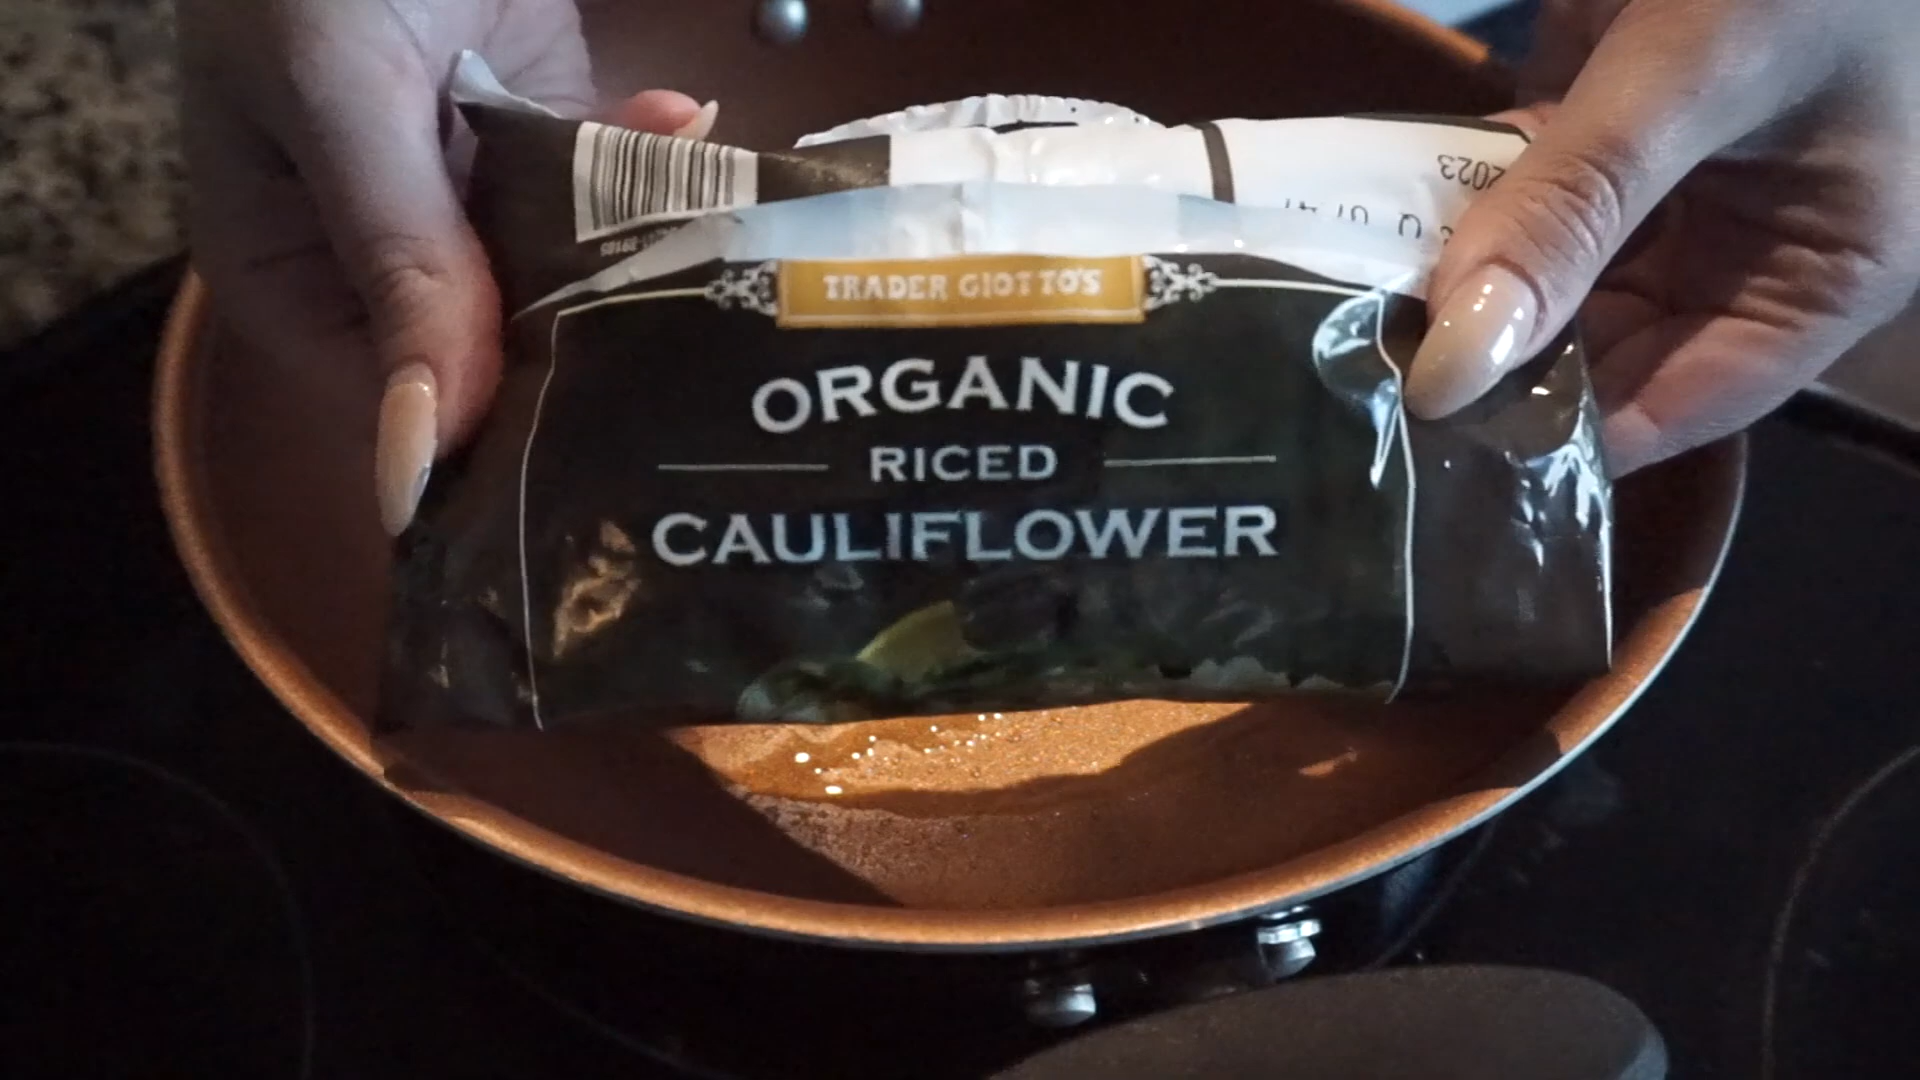 2023
TRADER GIOTTO'S
ORGANIC
RICED
CAULIFLOWER